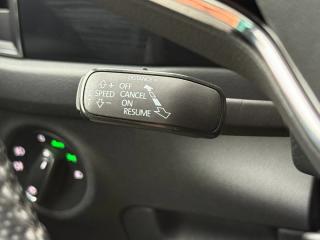 DISTANCE
+ OFF
SPEED CANCEL
− ON
RESUME